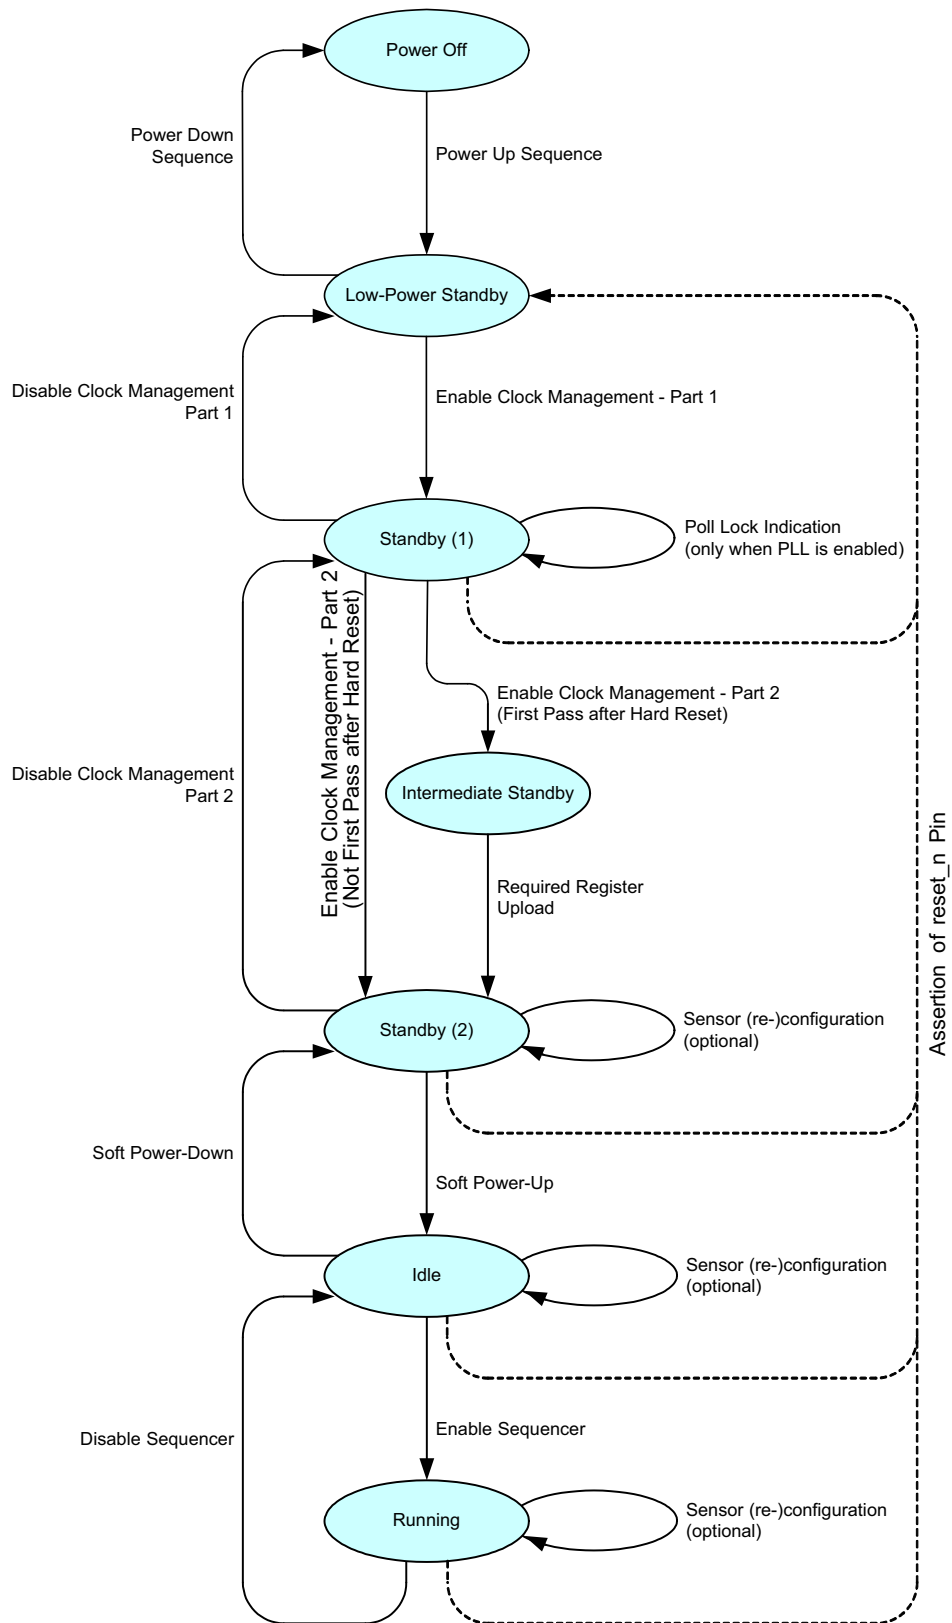 Power Off
Power Down
Sequence
Power Up Sequence
Low-Power Standby
Disable Clock Management
Part 1
Enable Clock Management - Part 1
Standby (1)
Poll Lock Indication
(only when PLL is enabled)
Enable Clock Management - Part 2
(Not First Pass after Hard Reset)
Enable Clock Management - Part 2
(First Pass after Hard Reset)
Disable Clock Management
Part 2
Intermediate Standby
Required Register
Upload
Assertion of reset_n Pin
Standby (2)
Sensor (re-)configuration
(optional)
Soft Power-Down
Soft Power-Up
Idle
Sensor (re-)configuration
(optional)
Disable Sequencer
Enable Sequencer
Running
Sensor (re-)configuration
(optional)